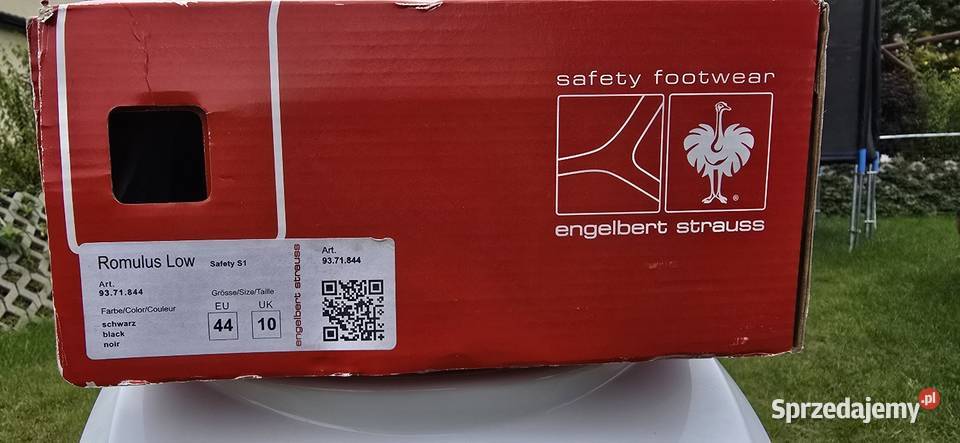 safety footwear
®
engelbert strauss
Romulus Low Safety S1
Art.
93.71.844
Farbe/Color/Couleur
schwarz
black
noir
Grösse/Size/Taille
EU UK
44 10
engelbert strauss
Art.
93.71.844
Sprzedajemy.pl